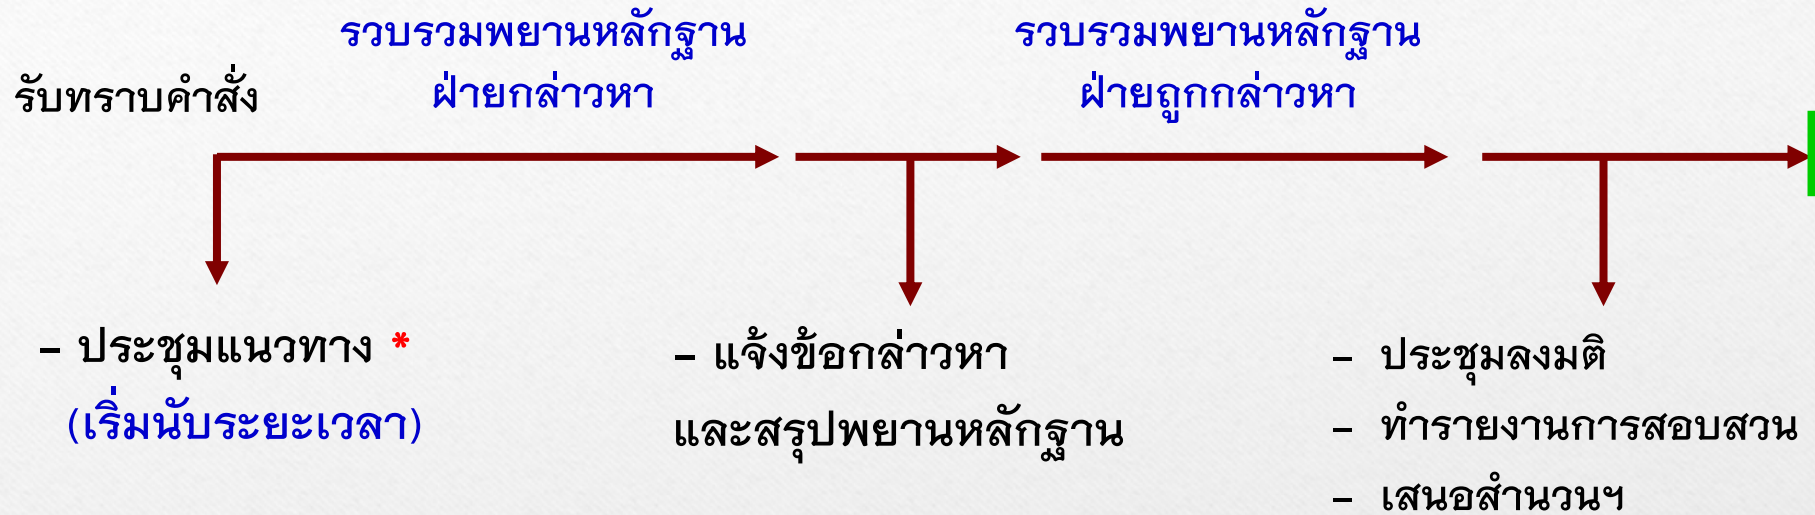 รับทราบคำสั่ง
รวบรวมพยานหลักฐาน
ฝ่ายกล่าวหา
รวบรวมพยานหลักฐาน
ฝ่ายถูกกล่าวหา
– ประชุมแนวทาง *
(เริ่มนับระยะเวลา)
– แจ้งข้อกล่าวหา
และสรุปพยานหลักฐาน
– ประชุมลงมติ
– ทำรายงานการสอบสวน
– เสนอสำนวนฯ